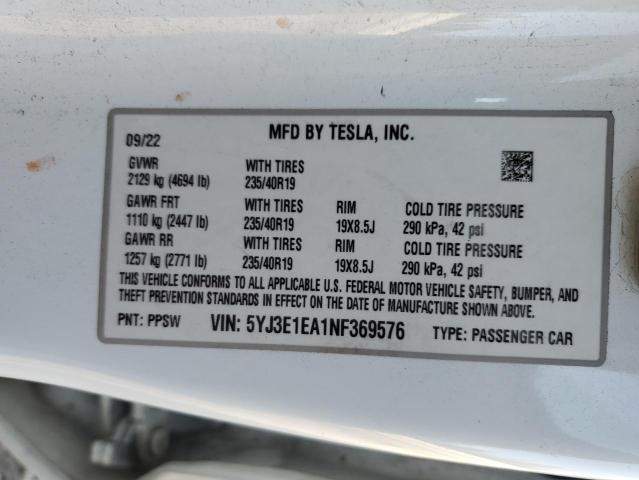 MFD BY TESLA, INC.
09/22
GVWR WITH TIRES
2129 kg (4694 lb) 235/40R19
GAWR FRT WITH TIRES RIM COLD TIRE PRESSURE
1110 kg (2447 lb) 235/40R19 19X8.5J 290 kPa, 42 psi
GAWR RR WITH TIRES RIM COLD TIRE PRESSURE
1257 kg (2771 lb) 235/40R19 19X8.5J 290 kPa, 42 psi
THIS VEHICLE CONFORMS TO ALL APPLICABLE U.S. FEDERAL MOTOR VEHICLE SAFETY, BUMPER, AND
THEFT PREVENTION STANDARDS IN EFFECT ON THE DATE OF MANUFACTURE SHOWN ABOVE.
PNT: PPSW VIN: 5YJ3E1EA1NF369576 TYPE: PASSENGER CAR